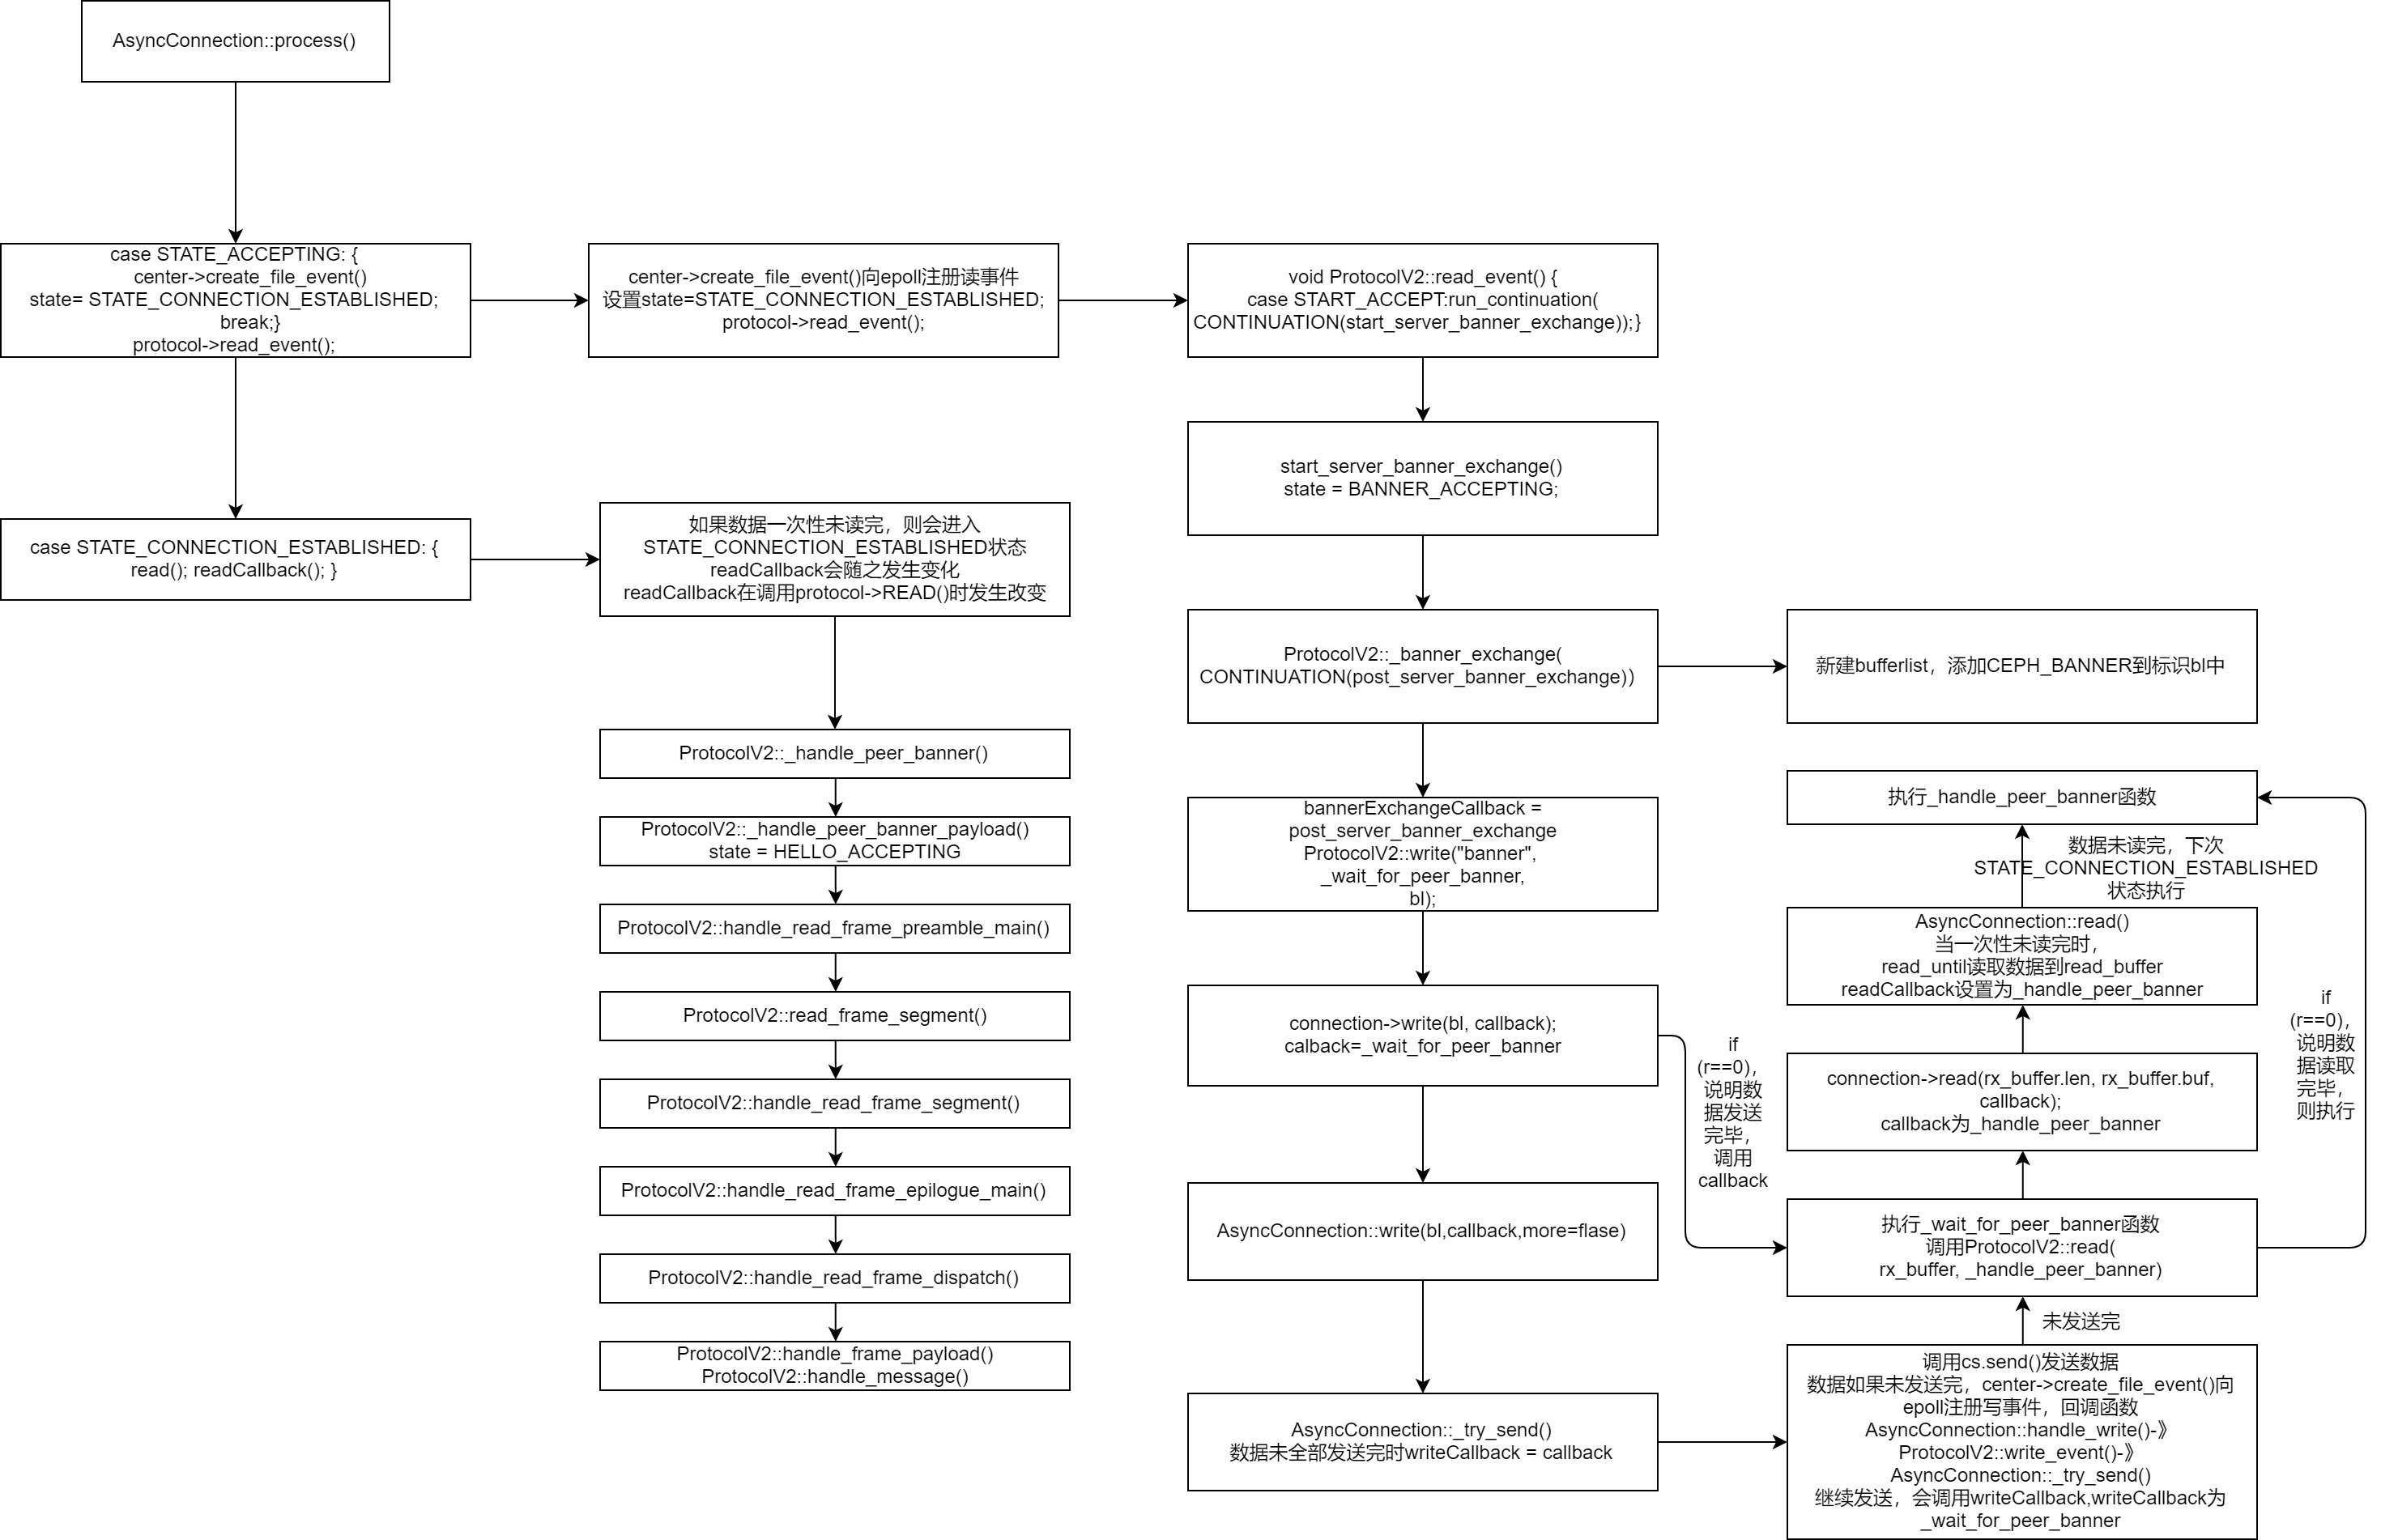 AsyncConnection::process()
case STATE_ACCEPTING: {
center->create_file_event()
state= STATE_CONNECTION_ESTABLISHED;
break;}
protocol->read_event();
center->create_file_event()向epoll注册读事件
设置state=STATE_CONNECTION_ESTABLISHED;
protocol->read_event();
void ProtocolV2::read_event() {
case START_ACCEPT:run_continuation(
CONTINUATION(start_server_banner_exchange));}
start_server_banner_exchange()
state = BANNER_ACCEPTING;
case STATE_CONNECTION_ESTABLISHED: {
read(); readCallback(); }
如果数据一次性未读完，则会进入
STATE_CONNECTION_ESTABLISHED状态
readCallback会随之发生变化
readCallback在调用protocol->READ()时发生改变
ProtocolV2::_handle_peer_banner()
ProtocolV2::_handle_peer_banner_payload()
state = HELLO_ACCEPTING
ProtocolV2::handle_read_frame_preamble_main()
ProtocolV2::read_frame_segment()
ProtocolV2::handle_read_frame_segment()
ProtocolV2::handle_read_frame_epilogue_main()
ProtocolV2::handle_read_frame_dispatch()
ProtocolV2::handle_frame_payload()
ProtocolV2::handle_message()
ProtocolV2::_banner_exchange(
CONTINUATION(post_server_banner_exchange))
新建bufferlist，添加CEPH_BANNER到标识bl中
bannerExchangeCallback =
post_server_banner_exchange
ProtocolV2::write("banner",
_wait_for_peer_banner,
bl);
connection->write(bl, callback);
calback=_wait_for_peer_banner
if
(r==0)，
说明数
据发送
完毕，
调用
callback
AsyncConnection::write(bl,callback,more=flase)
AsyncConnection::_try_send()
数据未全部发送完时writeCallback = callback
调用cs.send()发送数据
数据如果未发送完，center->create_file_event()向
epoll注册写事件，回调函数
AsyncConnection::handle_write()-》
ProtocolV2::write_event()-》
AsyncConnection::_try_send()
继续发送，会调用writeCallback,writeCallback为
_wait_for_peer_banner
未发送完
执行_wait_for_peer_banner函数
调用ProtocolV2::read(
rx_buffer, _handle_peer_banner)
connection->read(rx_buffer.len, rx_buffer.buf,
callback);
callback为_handle_peer_banner
AsyncConnection::read()
当一次性未读完时，
read_until读取数据到read_buffer
readCallback设置为_handle_peer_banner
数据未读完，下次
STATE_CONNECTION_ESTABLISHED
状态执行
执行_handle_peer_banner函数
if
(r==0)，
说明数
据读取
完毕，
则执行